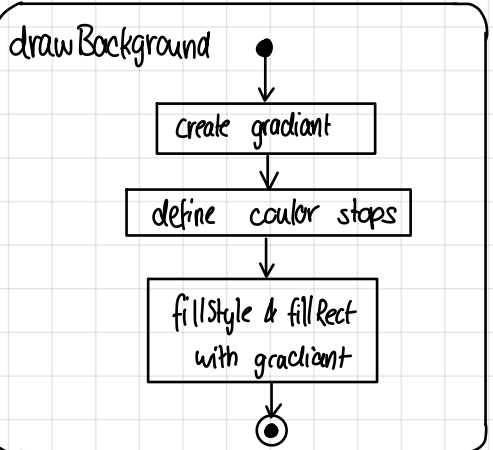 drawBackground
create gradiant
define coulor stops
fillStyle & fillRect
with gradiant